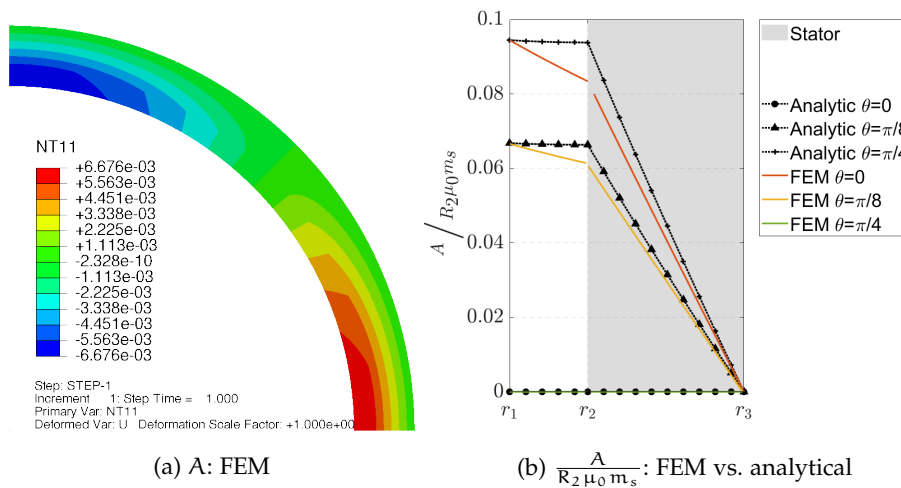 NT11
+6.676e-03
+5.563e-03
+4.451e-03
+3.338e-03
+2.225e-03
+1.113e-03
-2.328e-10
-1.113e-03
-2.225e-03
-3.338e-03
-4.451e-03
-5.563e-03
-6.676e-03
Step: STEP-1
Increment 1: Step Time = 1.000
Primary Var: NT11
Deformed Var: U Deformation Scale Factor: +1.000e+00
(a) A: FEM
0.1
0.08
0.06
0.04
0.02
0
A / R₂μ₀mₛ
r₁ r₂ r₃
Stator
Analytic θ=0
Analytic θ=π/8
Analytic θ=π/4
FEM θ=0
FEM θ=π/8
FEM θ=π/4
(b) A / R₂ μ₀ mₛ: FEM vs. analytical